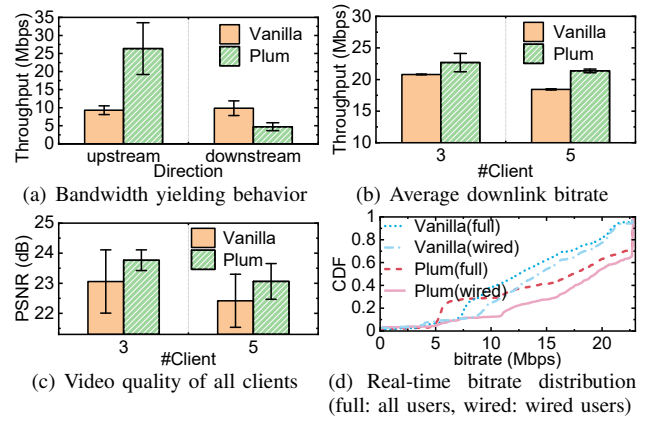 Throughput (Mbps)
35
30
25
20
15
10
5
0
Vanilla
Plum
upstream downstream
Direction
(a) Bandwidth yielding behavior
Throughput (Mbps)
30
25
20
15
10
Vanilla
Plum
3 5
#Client
(b) Average downlink bitrate
PSNR (dB)
25
24
23
22
Vanilla
Plum
3 5
#Client
(c) Video quality of all clients
CDF
1
0.8
0.6
0.4
0.2
0
Vanilla(full)
Vanilla(wired)
Plum(full)
Plum(wired)
0 5 10 15 20
bitrate (Mbps)
(d) Real-time bitrate distribution
(full: all users, wired: wired users)